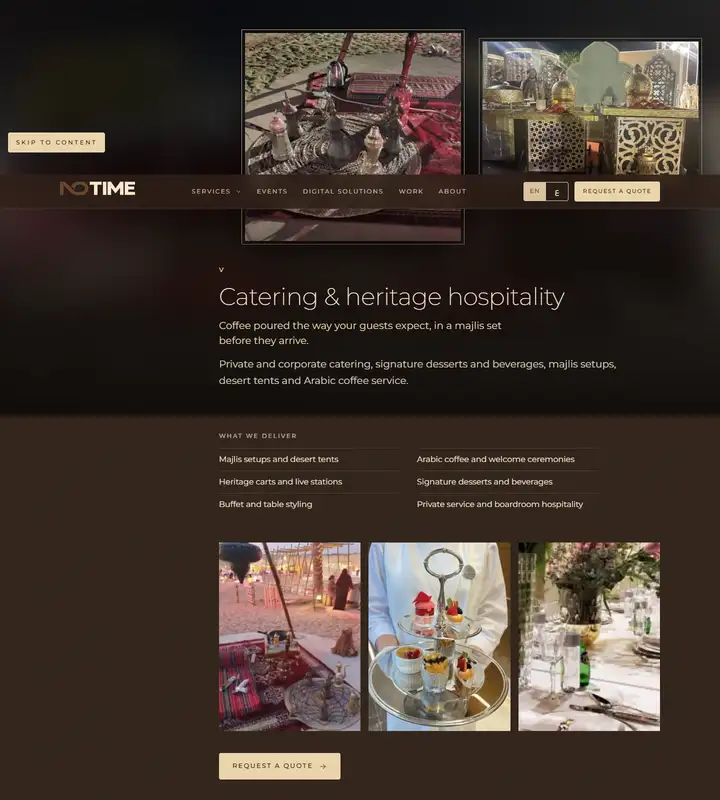 SKIP TO CONTENT
NOTIME
SERVICES
EVENTS
DIGITAL SOLUTIONS
WORK
ABOUT
EN
E
REQUEST A QUOTE
V
Catering & heritage hospitality
Coffee poured the way your guests expect, in a majlis set
before they arrive.
Private and corporate catering, signature desserts and beverages, majlis setups,
desert tents and Arabic coffee service.
WHAT WE DELIVER
Majlis setups and desert tents
Arabic coffee and welcome ceremonies
Heritage carts and live stations
Signature desserts and beverages
Buffet and table styling
Private service and boardroom hospitality
REQUEST A QUOTE →